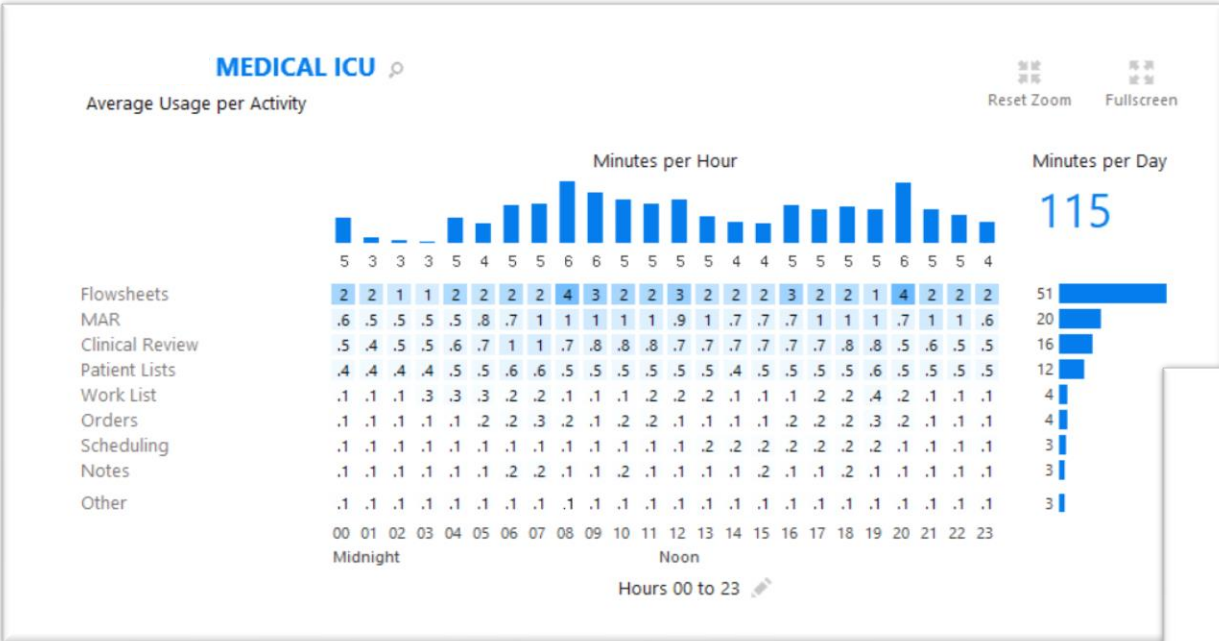 MEDICAL ICU
Average Usage per Activity
Reset Zoom Fullscreen
Minutes per Hour Minutes per Day
115
5 3 3 3 5 4 5 5 6 6 5 5 5 5 4 4 5 5 5 5 6 5 5 4
Flowsheets 2 2 1 1 2 2 2 2 4 3 2 2 3 2 2 2 3 2 2 1 4 2 2 2 51
MAR .6 .5 .5 .5 .5 .8 .7 1 1 1 1 1 .9 1 .7 .7 .7 1 1 1 .7 1 1 .6 20
Clinical Review .5 .4 .5 .5 .6 .7 1 1 .7 .8 .8 .8 .7 .7 .7 .7 .7 .7 .8 .8 .5 .6 .5 .5 16
Patient Lists .4 .4 .4 .4 .5 .5 .6 .6 .5 .5 .5 .5 .5 .5 .4 .5 .5 .5 .5 .6 .5 .5 .5 .5 12
Work List .1 .1 .1 .3 .3 .3 .2 .2 .1 .1 .1 .2 .2 .2 .1 .1 .1 .2 .2 .4 .2 .1 .1 .1 4
Orders .1 .1 .1 .1 .1 .2 .2 .3 .2 .1 .2 .2 .1 .1 .1 .1 .2 .2 .2 .3 .2 .1 .1 .1 4
Scheduling .1 .1 .1 .1 .1 .1 .1 .1 .1 .1 .1 .1 .1 .2 .2 .2 .2 .2 .2 .2 .1 .1 .1 .1 3
Notes .1 .1 .1 .1 .1 .1 .2 .2 .1 .1 .2 .1 .1 .1 .1 .2 .1 .1 .2 .1 .1 .1 .1 .1 3
Other .1 .1 .1 .1 .1 .1 .1 .1 .1 .1 .1 .1 .1 .1 .1 .1 .1 .1 .1 .1 .1 .1 .1 .1 3
00 01 02 03 04 05 06 07 08 09 10 11 12 13 14 15 16 17 18 19 20 21 22 23
Midnight Noon
Hours 00 to 23